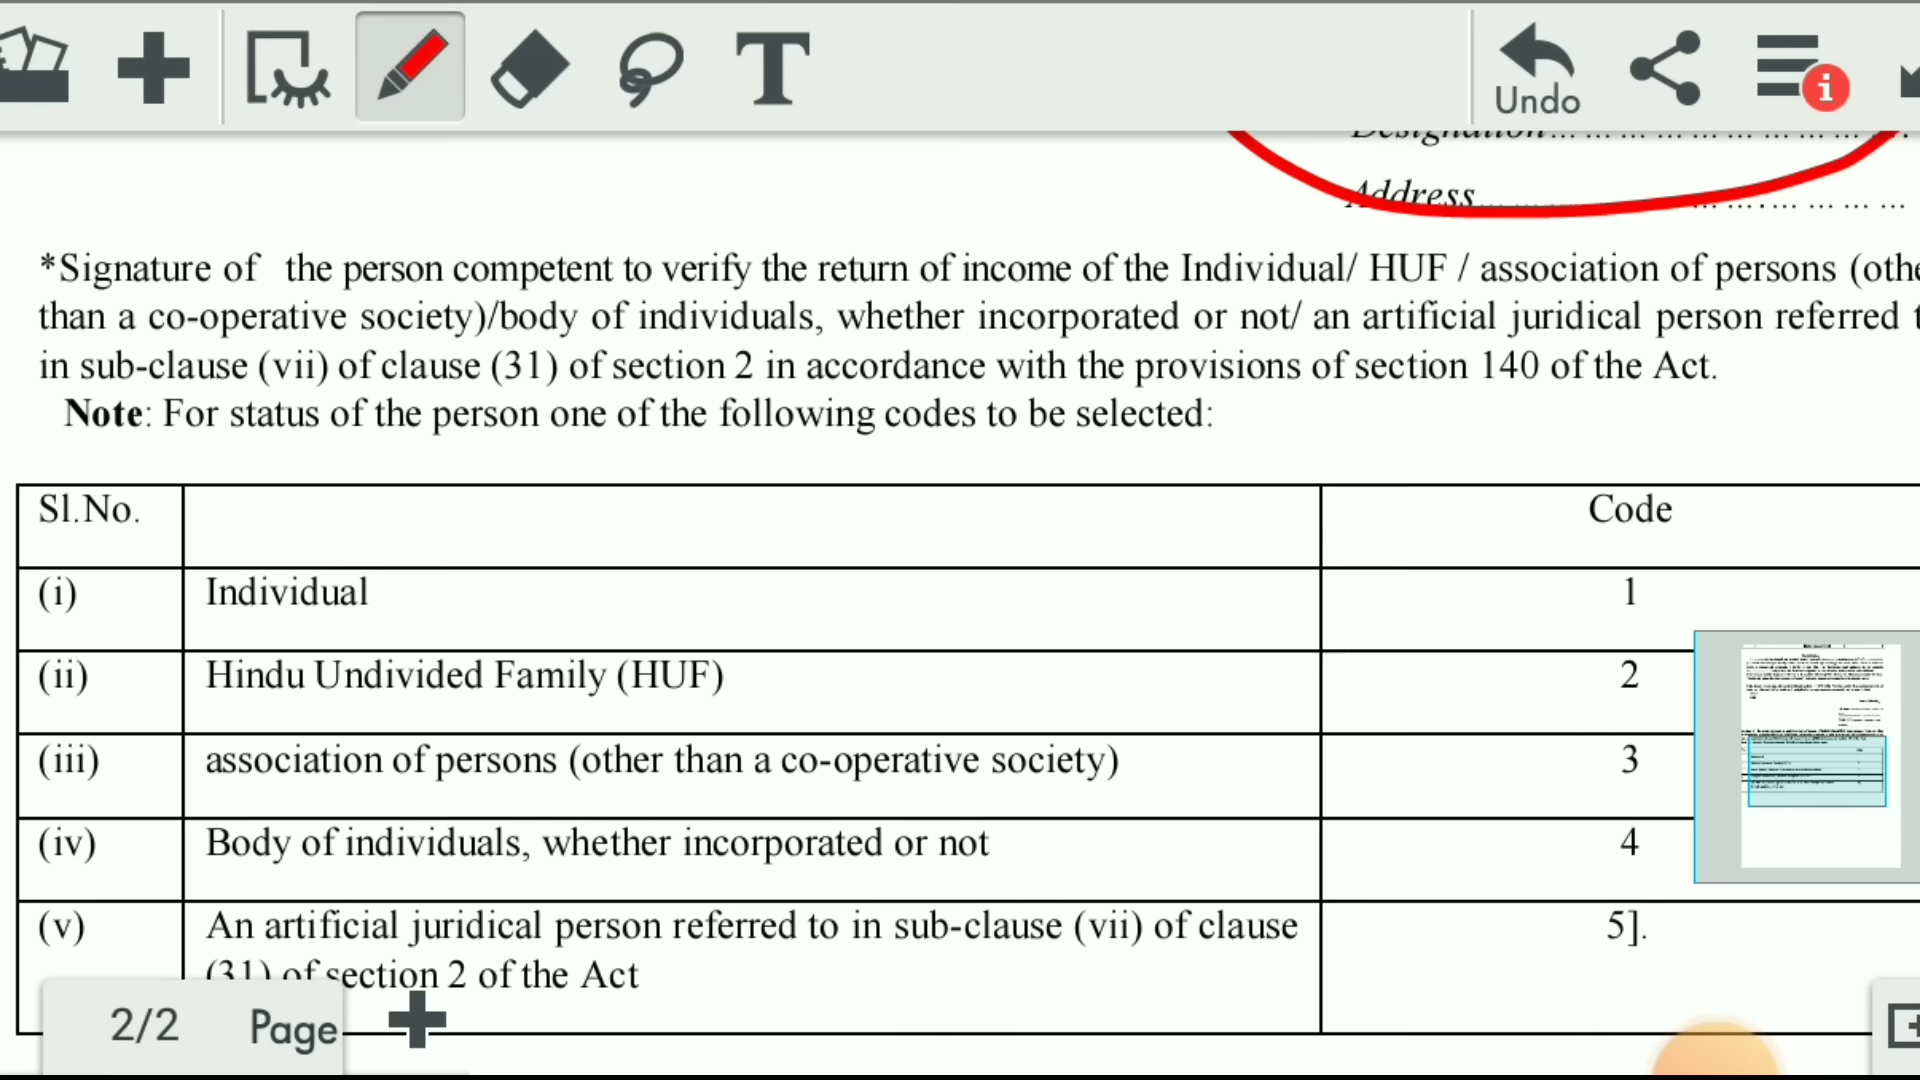 Undo
Designation... ... ... ... ... ... ... ... ... .
Address... ... ... ... ... ... ... ... ... ... ...
*Signature of the person competent to verify the return of income of the Individual/ HUF / association of persons (othe
than a co-operative society)/body of individuals, whether incorporated or not/ an artificial juridical person referred t
in sub-clause (vii) of clause (31) of section 2 in accordance with the provisions of section 140 of the Act.
Note: For status of the person one of the following codes to be selected:
Sl.No. Code
(i) Individual 1
(ii) Hindu Undivided Family (HUF) 2
(iii) association of persons (other than a co-operative society) 3
(iv) Body of individuals, whether incorporated or not 4
(v) An artificial juridical person referred to in sub-clause (vii) of clause 5].
(31) of section 2 of the Act
2/2 Page